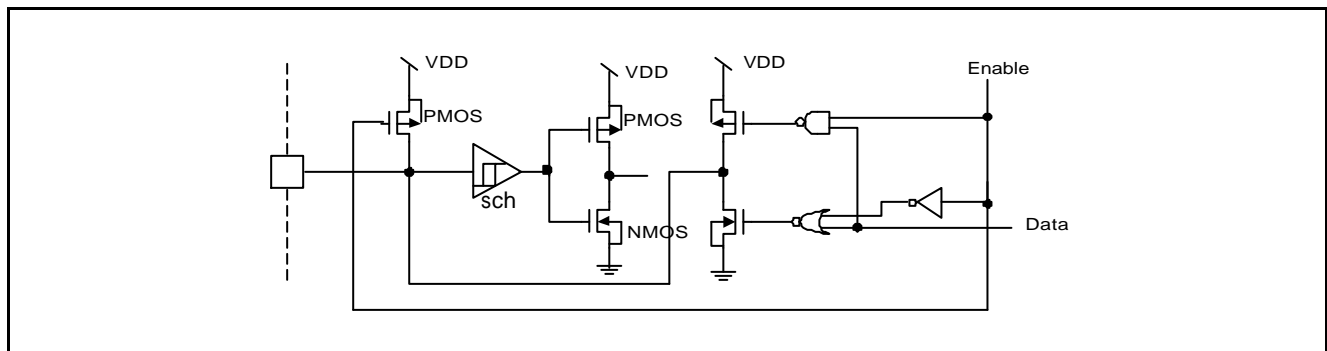 VDD
VDD
VDD
Enable
PMOS
PMOS
sch
NMOS
Data